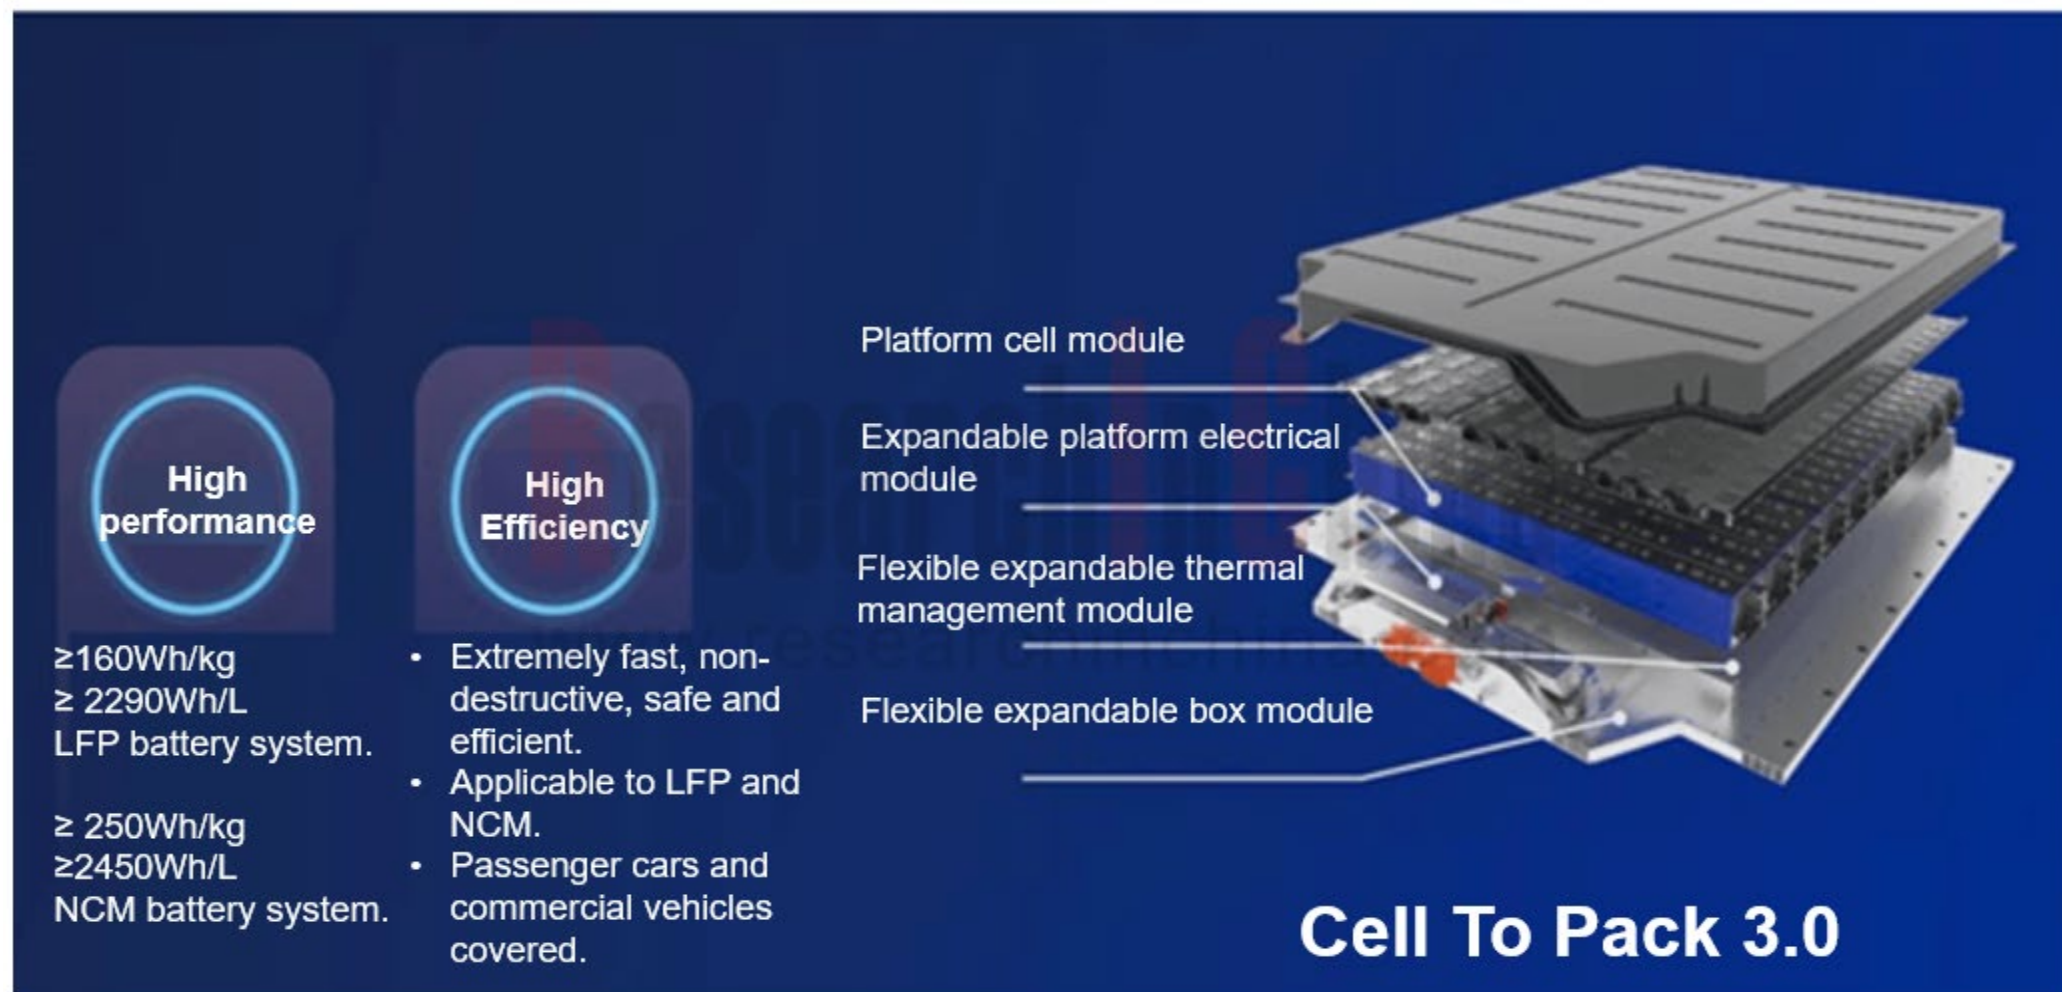 High
performance
≥160Wh/kg
≥ 2290Wh/L
LFP battery system.
≥ 250Wh/kg
≥2450Wh/L
NCM battery system.
High
Efficiency
• Extremely fast, non-
destructive, safe and
efficient.
• Applicable to LFP and
NCM.
• Passenger cars and
commercial vehicles
covered.
Platform cell module
Expandable platform electrical
module
Flexible expandable thermal
management module
Flexible expandable box module
Cell To Pack 3.0